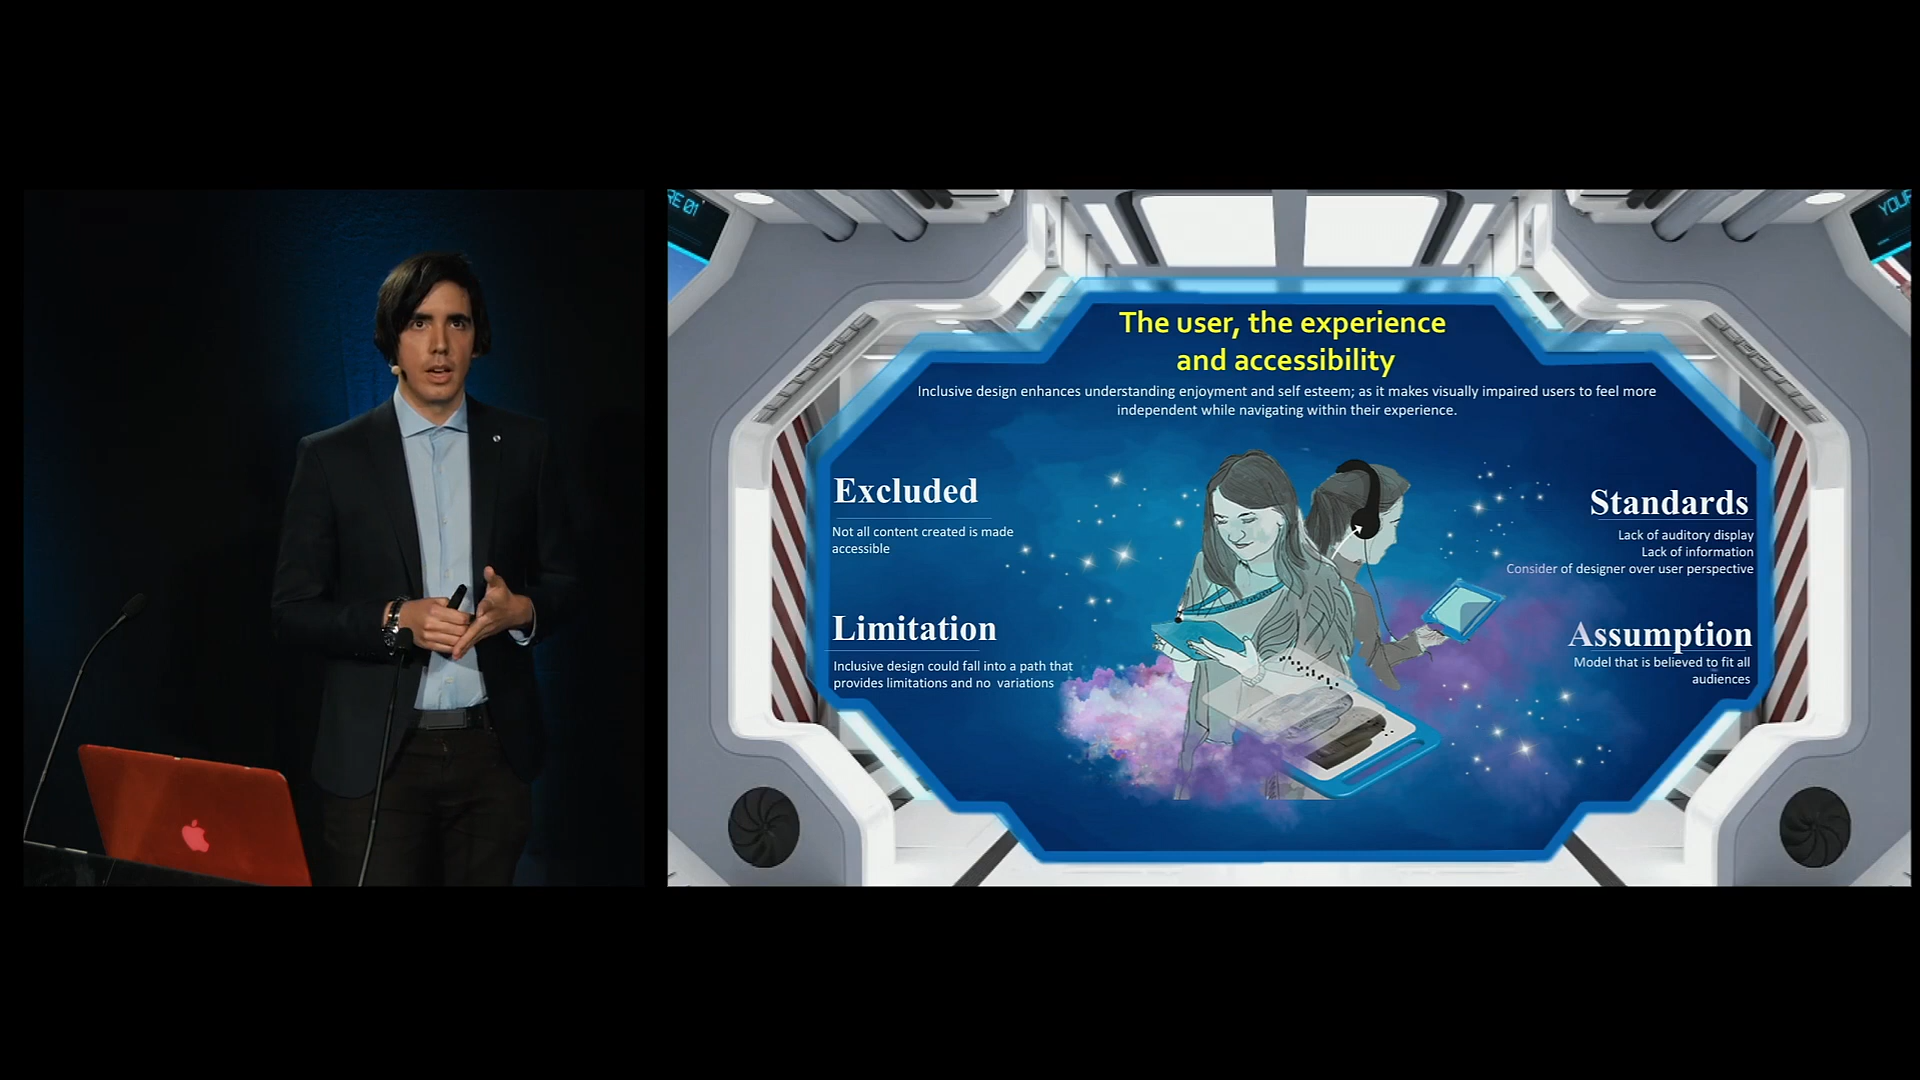 RE 01
YOUR
The user, the experience
and accessibility
Inclusive design enhances understanding enjoyment and self esteem; as it makes visually impaired users to feel more
independent while navigating within their experience.
Excluded
Not all content created is made
accessible
Limitation
Inclusive design could fall into a path that
provides limitations and no variations
Standards
Lack of auditory display
Lack of information
Consider of designer over user perspective
Assumption
Model that is believed to fit all
audiences